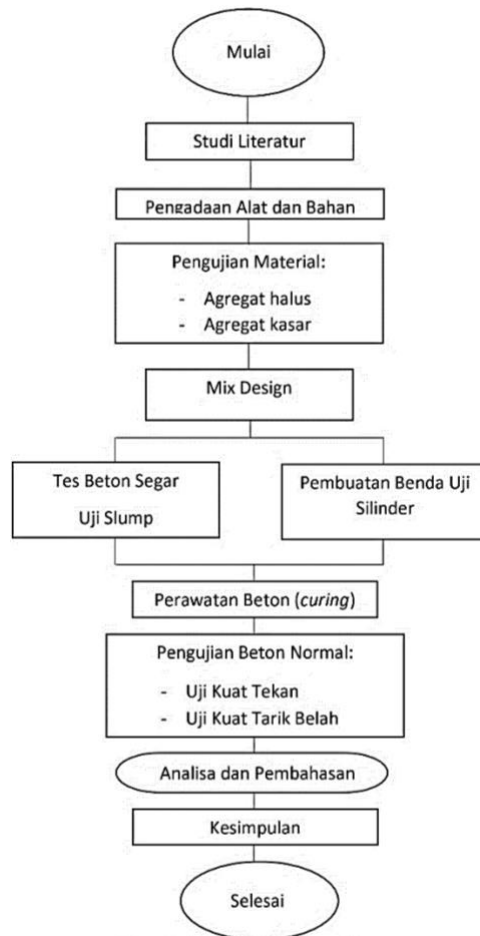 Mulai
Studi Literatur
Pengadaan Alat dan Bahan
Pengujian Material:
- Agregat halus
- Agregat kasar
Mix Design
Tes Beton Segar
Uji Slump
Pembuatan Benda Uji
Silinder
Perawatan Beton (curing)
Pengujian Beton Normal:
- Uji Kuat Tekan
- Uji Kuat Tarik Belah
Analisa dan Pembahasan
Kesimpulan
Selesai